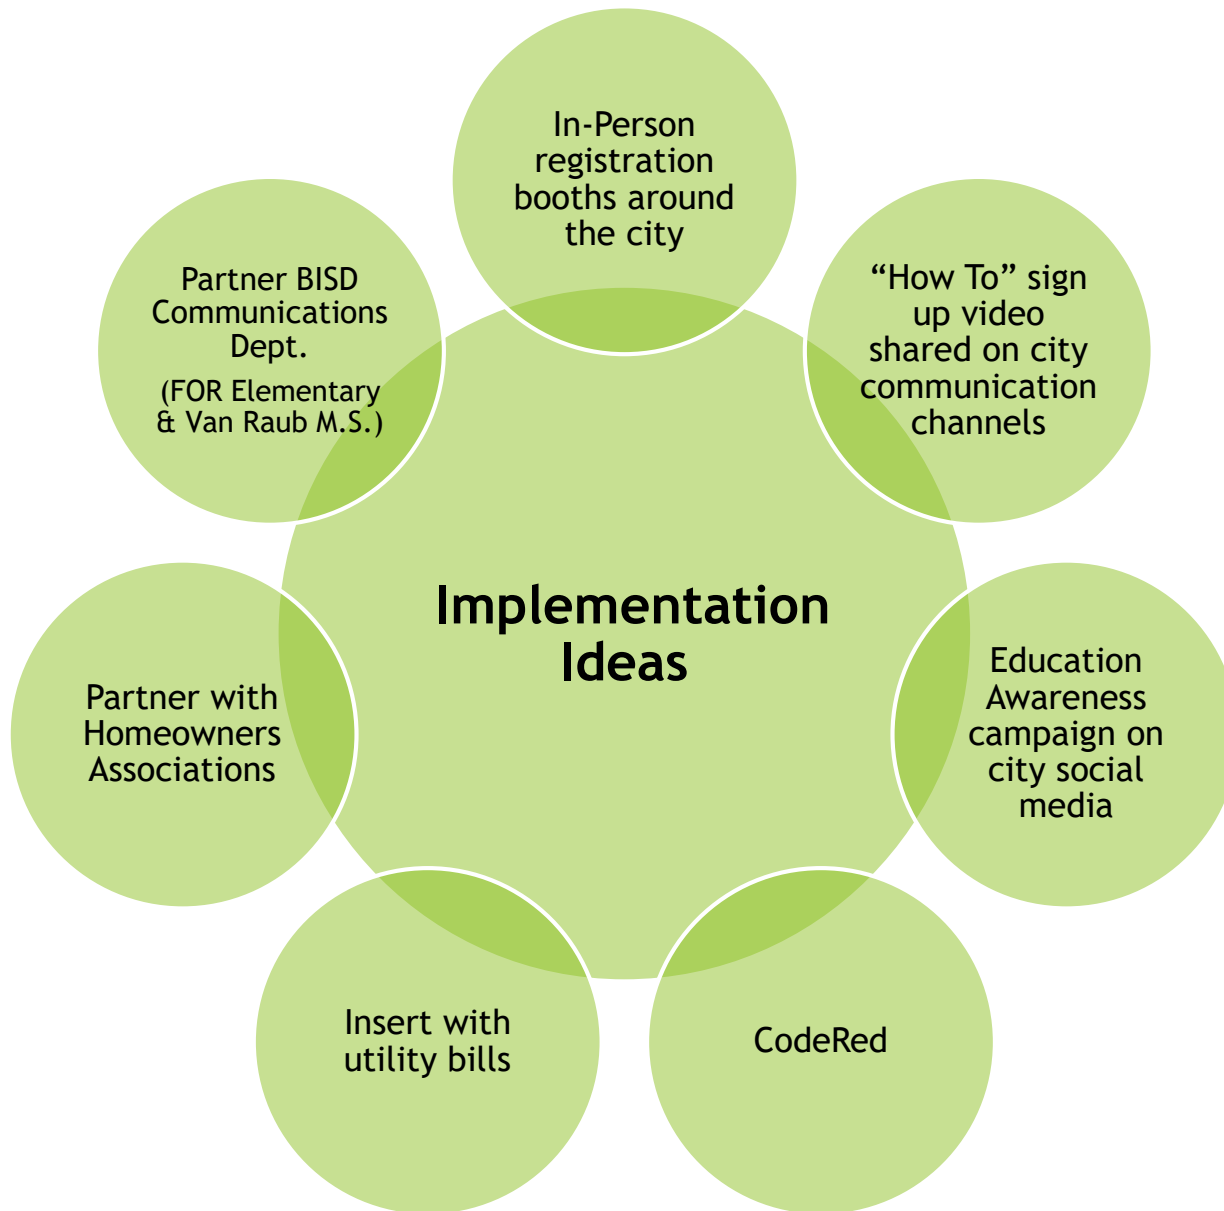 In-Person
registration
booths around
the city
“How To” sign
up video
shared on city
communication
channels
Education
Awareness
campaign on
city social
media
CodeRed
Insert with
utility bills
Partner with
Homeowners
Associations
Partner BISD
Communications
Dept.
(FOR Elementary
& Van Raub M.S.)
Implementation
Ideas